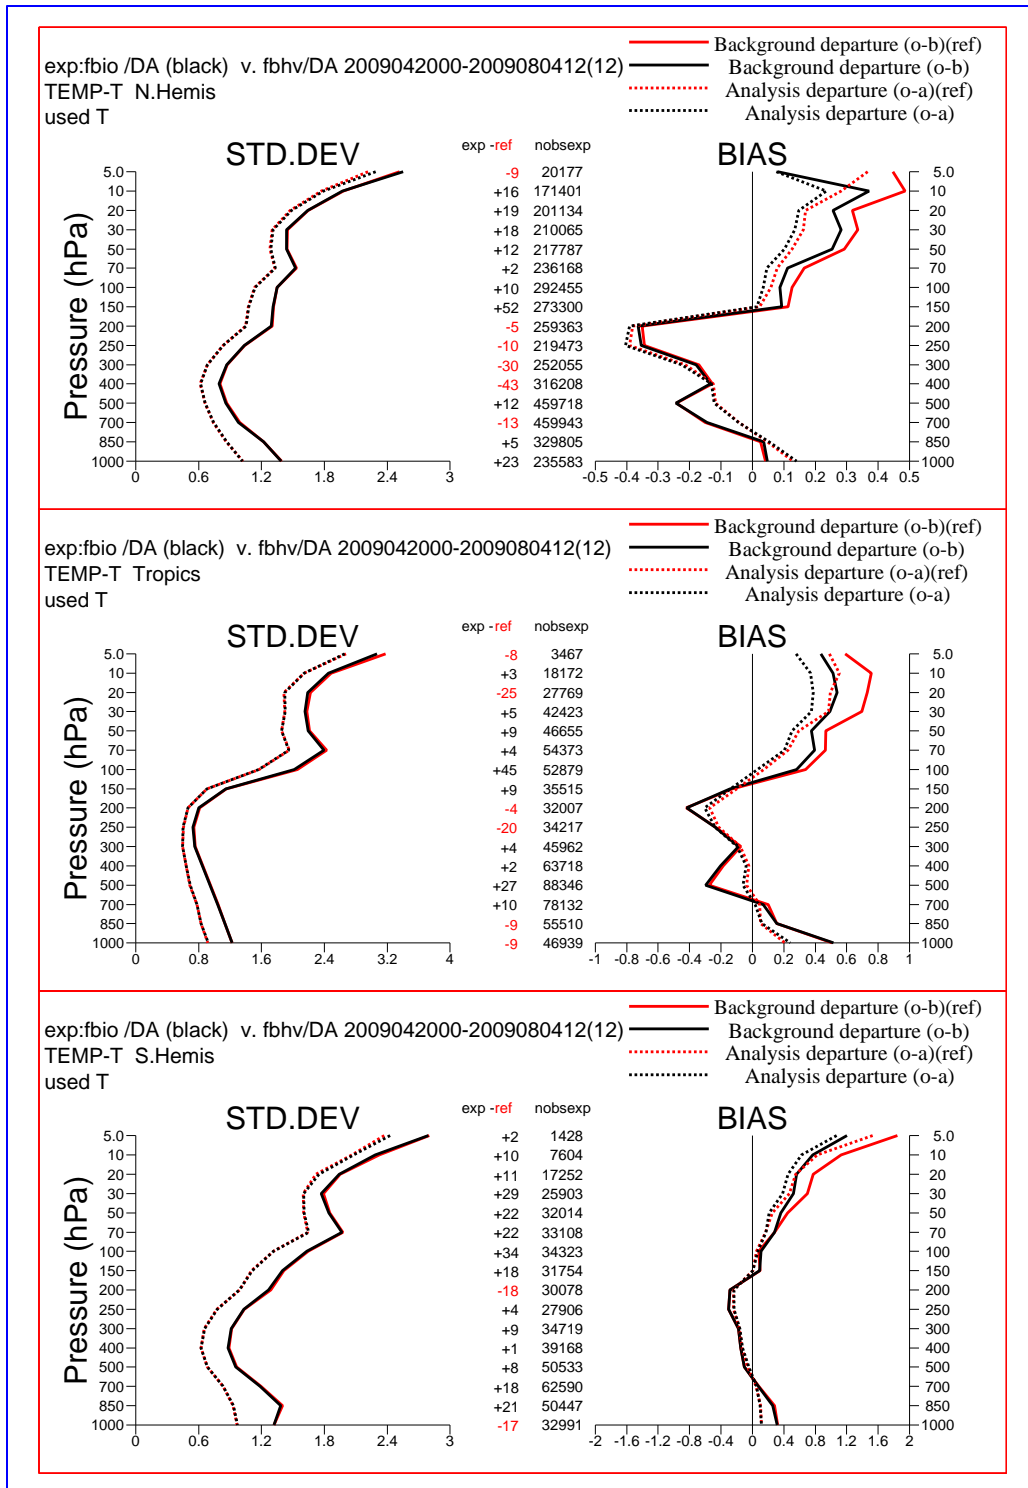 Background departure (o-b)(ref)
exp:fbio /DA (black) v. fbhv/DA 2009042000-2009080412(12)
Background departure (o-b)
TEMP-T N.Hemis
Analysis departure (o-a)(ref)
used T
Analysis departure (o-a)
STD.DEV
exp -ref nobsexp
BIAS
Pressure (hPa)
5.0 -9 20177 5.0
10 +16 171401 10
20 +19 201134 20
30 +18 210065 30
50 +12 217787 50
70 +2 236168 70
100 +10 292455 100
150 +52 273300 150
200 -5 259363 200
250 -10 219473 250
300 -30 252055 300
400 -43 316208 400
500 +12 459718 500
700 -13 459943 700
850 +5 329805 850
1000 +23 235583 1000
0 0.6 1.2 1.8 2.4 3 -0.5 -0.4 -0.3 -0.2 -0.1 0 0.1 0.2 0.3 0.4 0.5
Background departure (o-b)(ref)
exp:fbio /DA (black) v. fbhv/DA 2009042000-2009080412(12)
Background departure (o-b)
TEMP-T Tropics
Analysis departure (o-a)(ref)
used T
Analysis departure (o-a)
STD.DEV
exp -ref nobsexp
BIAS
Pressure (hPa)
5.0 -8 3467 5.0
10 +3 18172 10
20 -25 27769 20
30 +5 42423 30
50 +9 46655 50
70 +4 54373 70
100 +45 52879 100
150 +9 35515 150
200 -4 32007 200
250 -20 34217 250
300 +4 45962 300
400 +2 63718 400
500 +27 88346 500
700 +10 78132 700
850 -9 55510 850
1000 -9 46939 1000
0 0.8 1.6 2.4 3.2 4 -1 -0.8 -0.6 -0.4 -0.2 0 0.2 0.4 0.6 0.8 1
Background departure (o-b)(ref)
exp:fbio /DA (black) v. fbhv/DA 2009042000-2009080412(12)
Background departure (o-b)
TEMP-T S.Hemis
Analysis departure (o-a)(ref)
used T
Analysis departure (o-a)
STD.DEV
exp -ref nobsexp
BIAS
Pressure (hPa)
5.0 +2 1428 5.0
10 +10 7604 10
20 +11 17252 20
30 +29 25903 30
50 +22 32014 50
70 +22 33108 70
100 +34 34323 100
150 +18 31754 150
200 -18 30078 200
250 +4 27906 250
300 +9 34719 300
400 +1 39168 400
500 +8 50533 500
700 +18 62590 700
850 +21 50447 850
1000 -17 32991 1000
0 0.6 1.2 1.8 2.4 3 -2 -1.6 -1.2 -0.8 -0.4 0 0.4 0.8 1.2 1.6 2